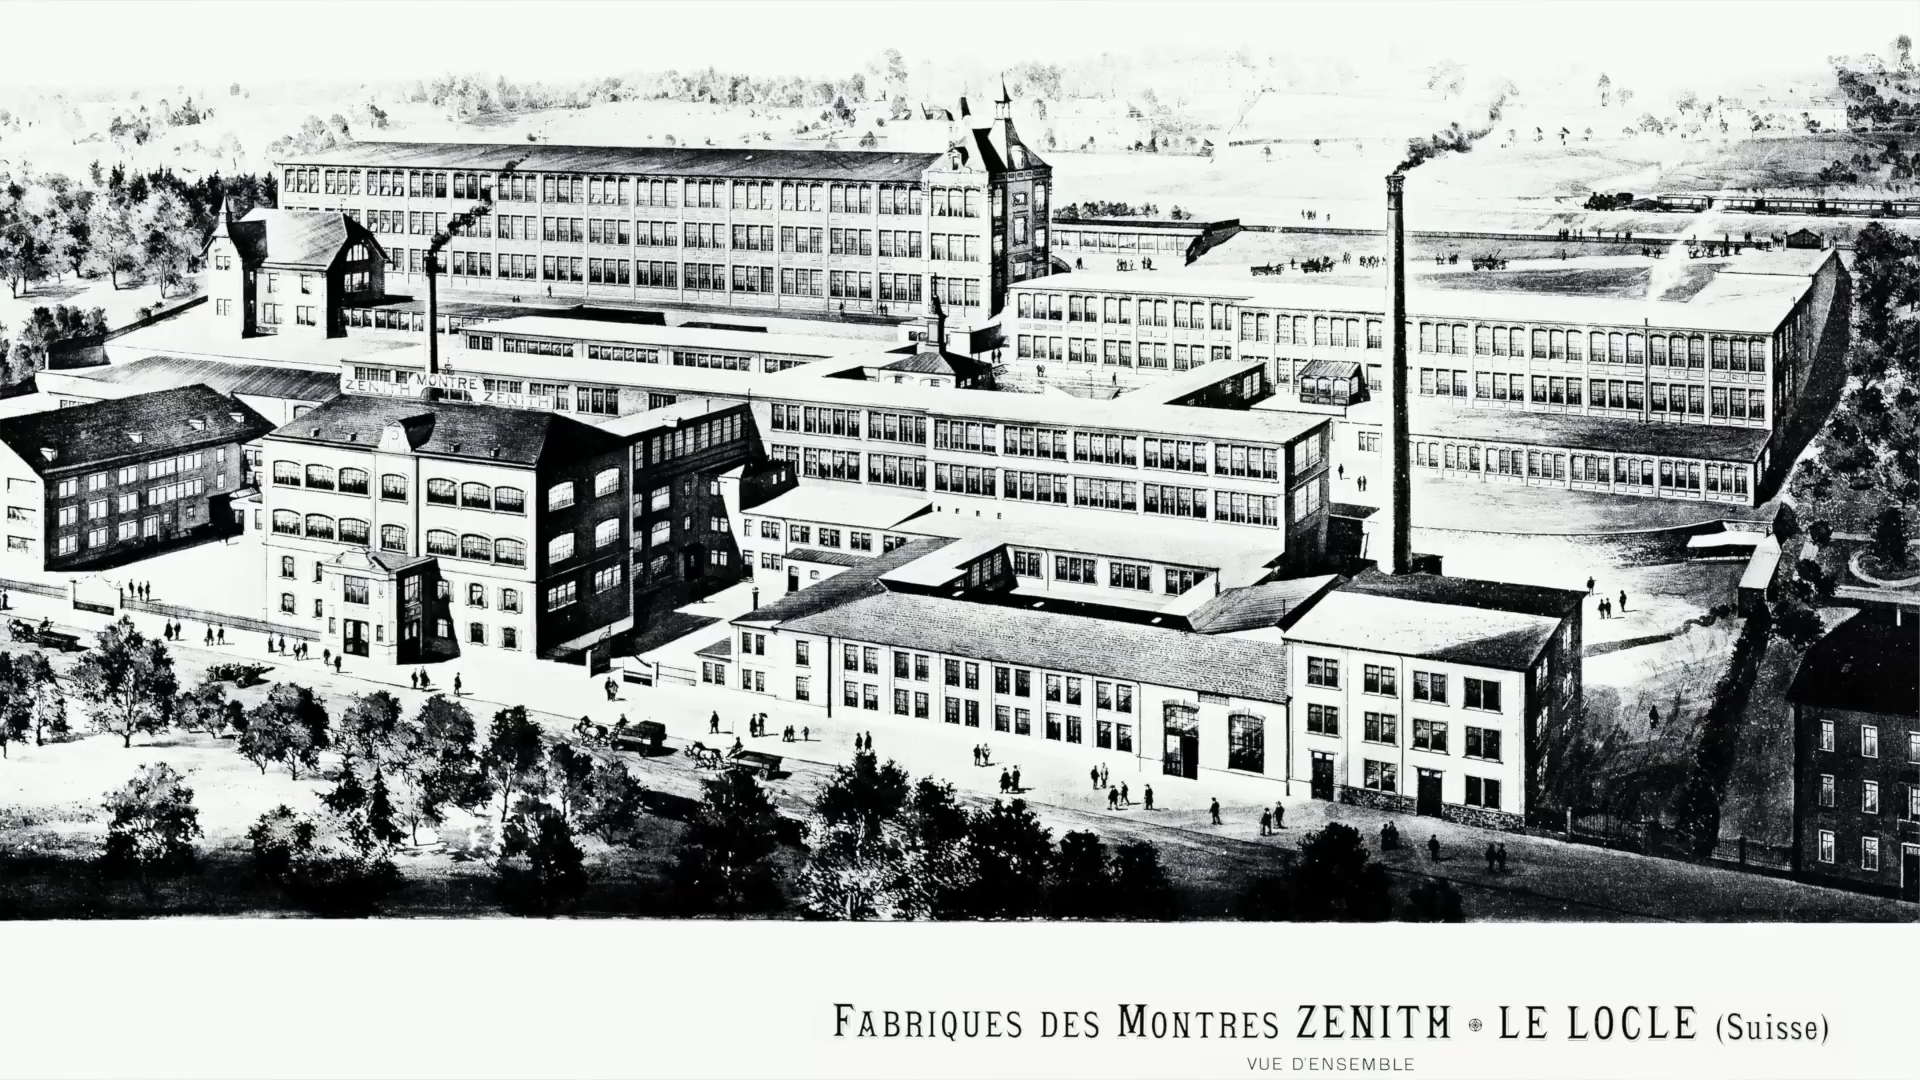 ZENITH MONTRE ZENITH
FABRIQUES DES MONTRES ZENITH LE LOCLE (Suisse)
VUE D'ENSEMBLE